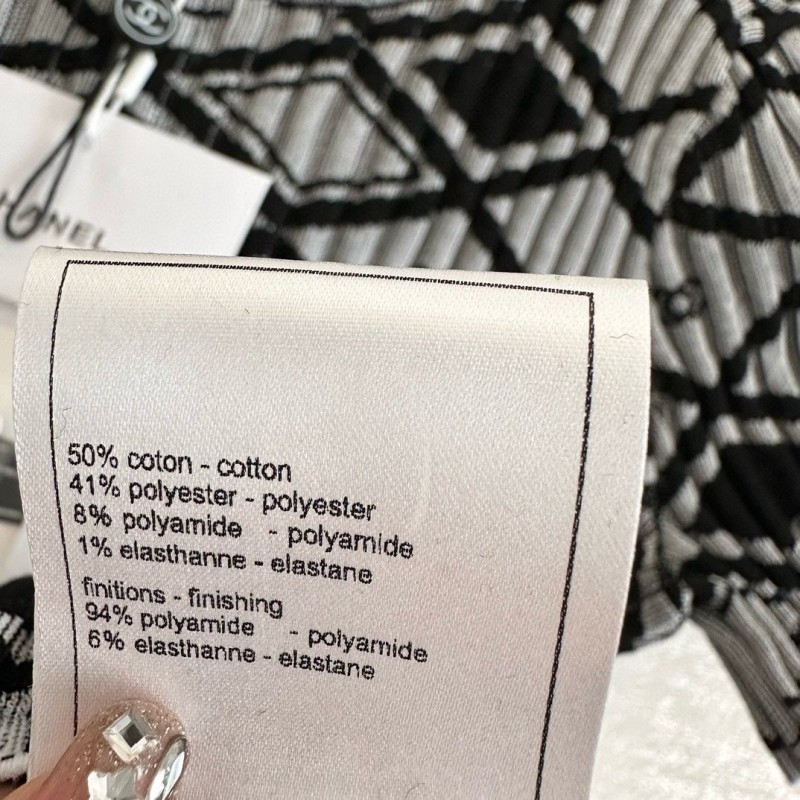 HANEL
50% coton - cotton
41% polyester - polyester
8% polyamide - polyamide
1% elasthanne - elastane
finitions - finishing
94% polyamide - polyamide
6% elasthanne - elastane